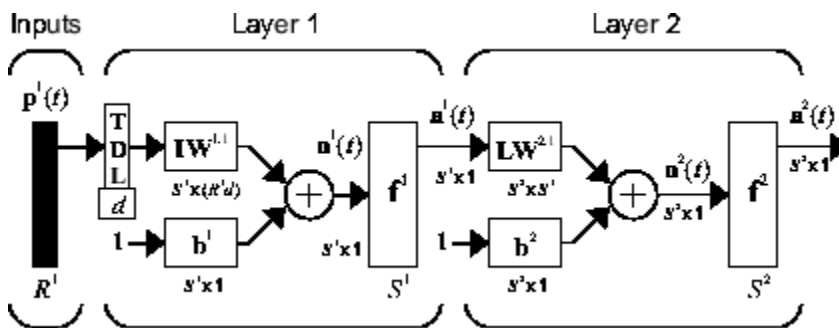 Inputs
Layer 1
Layer 2
p¹(t)
T
D
L
d
IW¹·¹
S¹x(R¹d)
1
b¹
S¹x1
R¹
n¹(t)
S¹x1
f¹
S¹
a¹(t)
S¹x1
LW²·¹
S²xS¹
1
b²
S²x1
n²(t)
S²x1
f²
S²
a²(t)
S²x1